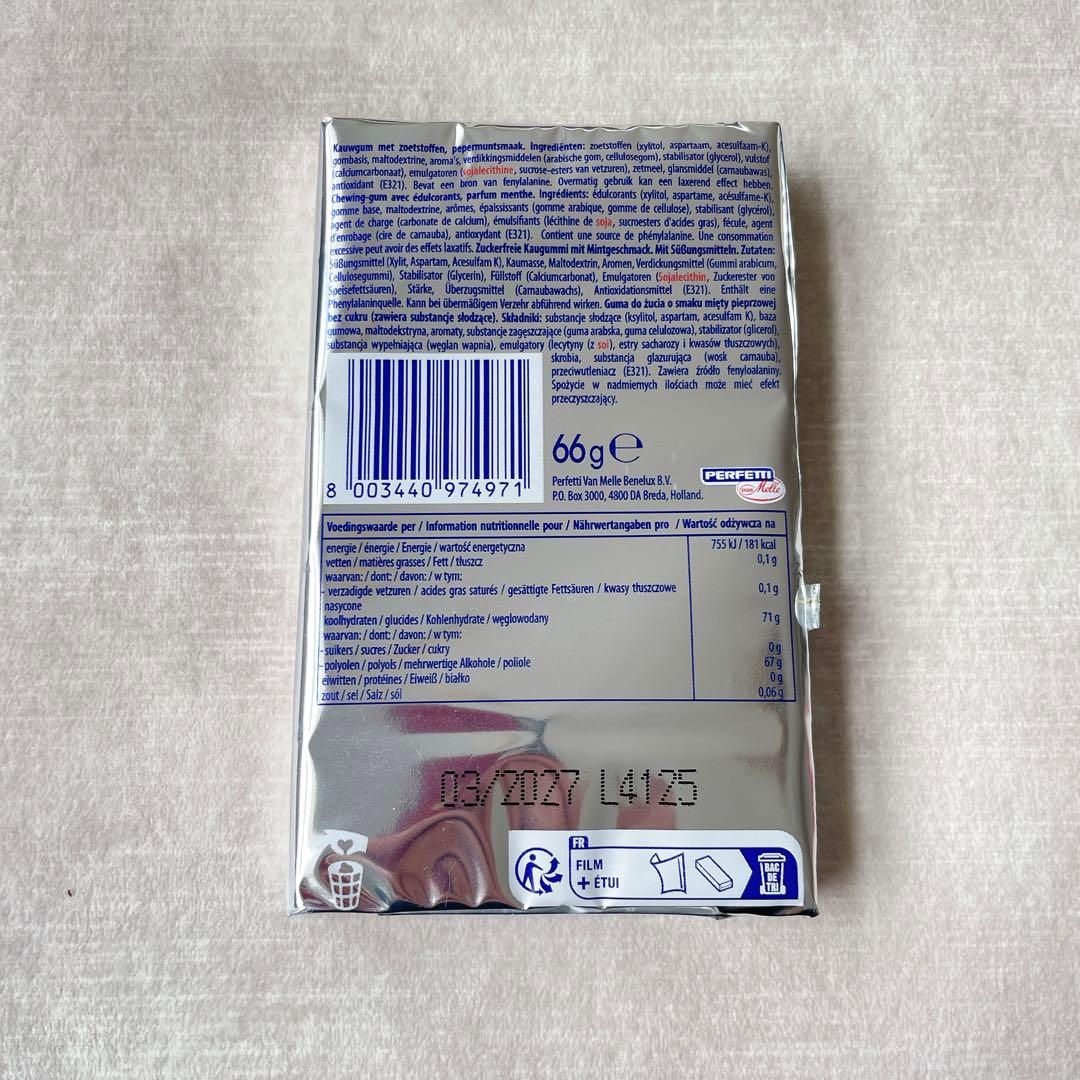 Kauwgum met zoetstoffen, pepermuntsmaak. Ingrediënten: zoetstoffen (xylitol, aspartaam, acesulfaam-K),
gombasis, maltodextrine, aroma's, verdikkingsmiddelen (arabische gom, cellulosegom), stabilisator (glycerol), vulstof
(calciumcarbonaat), emulgatoren (sojalecithine, sucrose-esters van vetzuren), zetmeel, glansmiddel (carnaubawas),
antioxidant (E321). Bevat een bron van fenylalanine. Overmatig gebruik kan een laxerend effect hebben.
Chewing-gum avec édulcorants, parfum menthe. Ingrédients: édulcorants (xylitol, aspartame, acésulfame-K),
gomme base, maltodextrine, arômes, épaississants (gomme arabique, gomme de cellulose), stabilisant (glycérol),
agent de charge (carbonate de calcium), émulsifiants (lécithine de soja, sucroesters d'acides gras), fécule, agent
d'enrobage (cire de carnauba), antioxydant (E321). Contient une source de phénylalanine. Une consommation
excessive peut avoir des effets laxatifs. Zuckerfreie Kaugummi mit Mintgeschmack. Mit Süßungsmitteln. Zutaten:
Süßungsmittel (Xylit, Aspartam, Acesulfam K), Kaumasse, Maltodextrin, Aromen, Verdickungsmittel (Gummi arabicum,
Cellulosegummi), Stabilisator (Glycerin), Füllstoff (Calciumcarbonat), Emulgatoren (Sojalecithin, Zuckerester von
Speisefettsäuren), Stärke, Überzugsmittel (Carnaubawachs), Antioxidationsmittel (E321). Enthält eine
Phenylalaninquelle. Kann bei übermäßigem Verzehr abführend wirken. Guma do żucia o smaku mięty pieprzowej
bez cukru (zawiera substancje słodzące). Składniki: substancje słodzące (ksylitol, aspartam, acesulfam K), baza
gumowa, maltodekstryna, aromaty, substancje zagęszczające (guma arabska, guma celulozowa), stabilizator (glicerol),
substancja wypełniająca (węglan wapnia), emulgatory (lecytyny (z soi), estry sacharozy i kwasów tłuszczowych),
skrobia, substancja glazurująca (wosk carnauba),
przeciwutleniacz (E321). Zawiera źródło fenyloalaniny.
Spożycie w nadmiernych ilościach może mieć efekt
przeczyszczający.
8 003440 974971
66g e
Perfetti Van Melle Benelux B.V.
P.O. Box 3000, 4800 DA Breda, Holland.
PERFETTI
van Melle
Voedingswaarde per / Information nutritionnelle pour / Nährwertangaben pro / Wartość odżywcza na
energie / énergie / Energie / wartość energetyczna 755 kJ / 181 kcal
vetten / matières grasses / Fett / tłuszcz 0,1 g
waarvan: / dont: / davon: / w tym:
- verzadigde vetzuren / acides gras saturés / gesättigte Fettsäuren / kwasy tłuszczowe 0,1 g
nasycone
koolhydraten / glucides / Kohlenhydrate / węglowodany 71 g
waarvan: / dont: / davon: / w tym:
- suikers / sucres / Zucker / cukry 0 g
- polyolen / polyols / mehrwertige Alkohole / poliole 67 g
eiwitten / protéines / Eiweiß / białko 0 g
zout / sel / Salz / sól 0,06 g
03/2027 L4125
FR
FILM
+ ÉTUI
BAC
DE
TRI